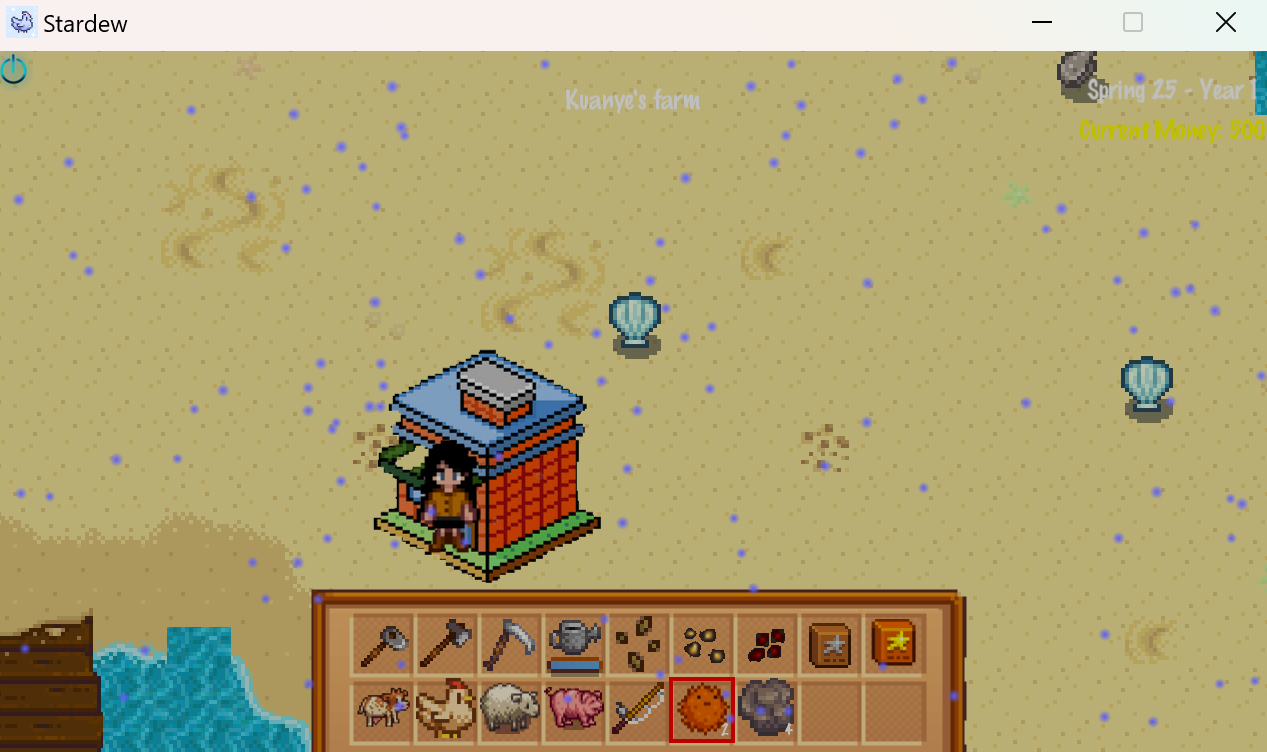 Stardew
Kuanye's farm
Spring 25 - Year 1
Current Money: 500
2
4